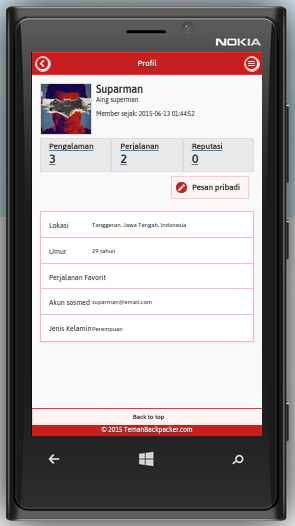 NOKIA
Profil
Suparman
Aing superman
Member sejak: 2015-06-13 01:44:52
Pengalaman Perjalanan Reputasi
3 2 0
Pesan pribadi
Lokasi Tanggeran, Jawa Tengah, Indonesia
Umur 29 tahun
Perjalanan Favorit
Akun sosmed suparman@email.com
Jenis Kelamin Perempuan
Back to top
© 2015 TemanBackpacker.com